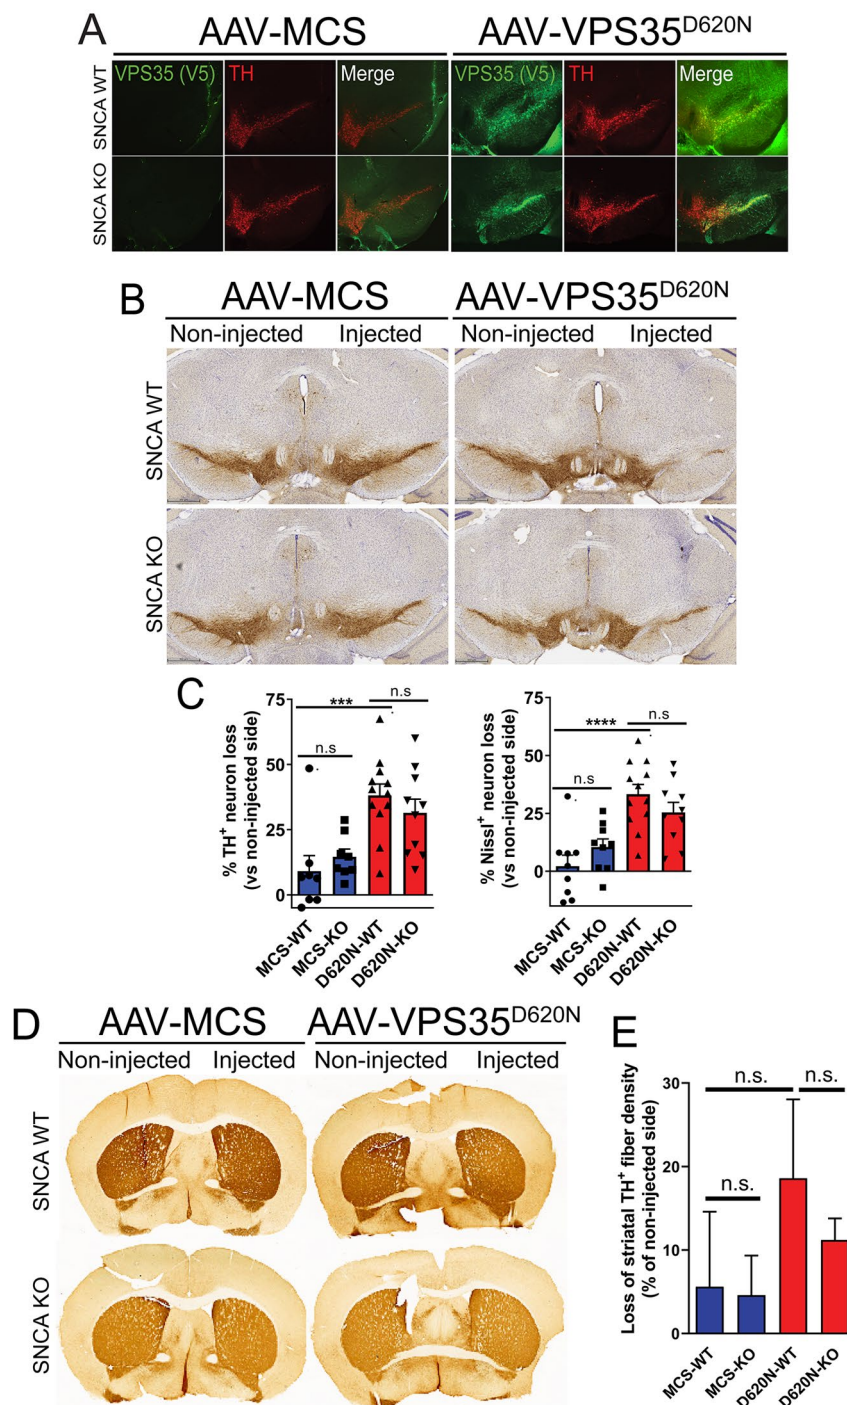 A
AAV-MCS
AAV-VPS35D620N
VPS35 (V5)
TH
Merge
VPS35 (V5)
TH
Merge
SNCA WT
SNCA KO
B
AAV-MCS
AAV-VPS35D620N
Non-injected
Injected
Non-injected
Injected
SNCA WT
SNCA KO
C
% TH+ neuron loss
(vs non-injected side)
75
50
25
0
***
n.s
n.s
MCS-WT
MCS-KO
D620N-WT
D620N-KO
% Nissl+ neuron loss
(vs non-injected side)
75
50
25
0
****
n.s
n.s
MCS-WT
MCS-KO
D620N-WT
D620N-KO
D
AAV-MCS
AAV-VPS35D620N
Non-injected
Injected
Non-injected
Injected
SNCA WT
SNCA KO
E
Loss of striatal TH+ fiber density
(% of non-injected side)
30
20
10
0
n.s.
n.s.
n.s.
MCS-WT
MCS-KO
D620N-WT
D620N-KO